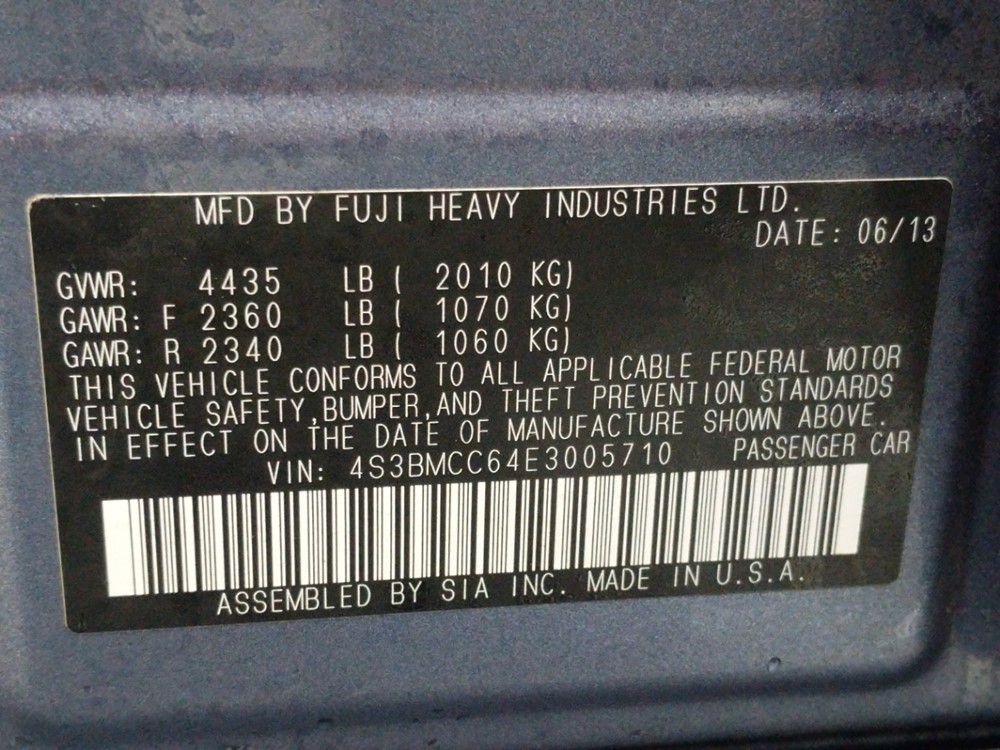 MFD BY FUJI HEAVY INDUSTRIES LTD.
DATE: 06/13
GVWR: 4435 LB ( 2010 KG)
GAWR: F 2360 LB ( 1070 KG)
GAWR: R 2340 LB ( 1060 KG)
THIS VEHICLE CONFORMS TO ALL APPLICABLE FEDERAL MOTOR
VEHICLE SAFETY,BUMPER,AND THEFT PREVENTION STANDARDS
IN EFFECT ON THE DATE OF MANUFACTURE SHOWN ABOVE.
VIN: 4S3BMCC64E3005710 PASSENGER CAR
ASSEMBLED BY SIA INC. MADE IN U.S.A.